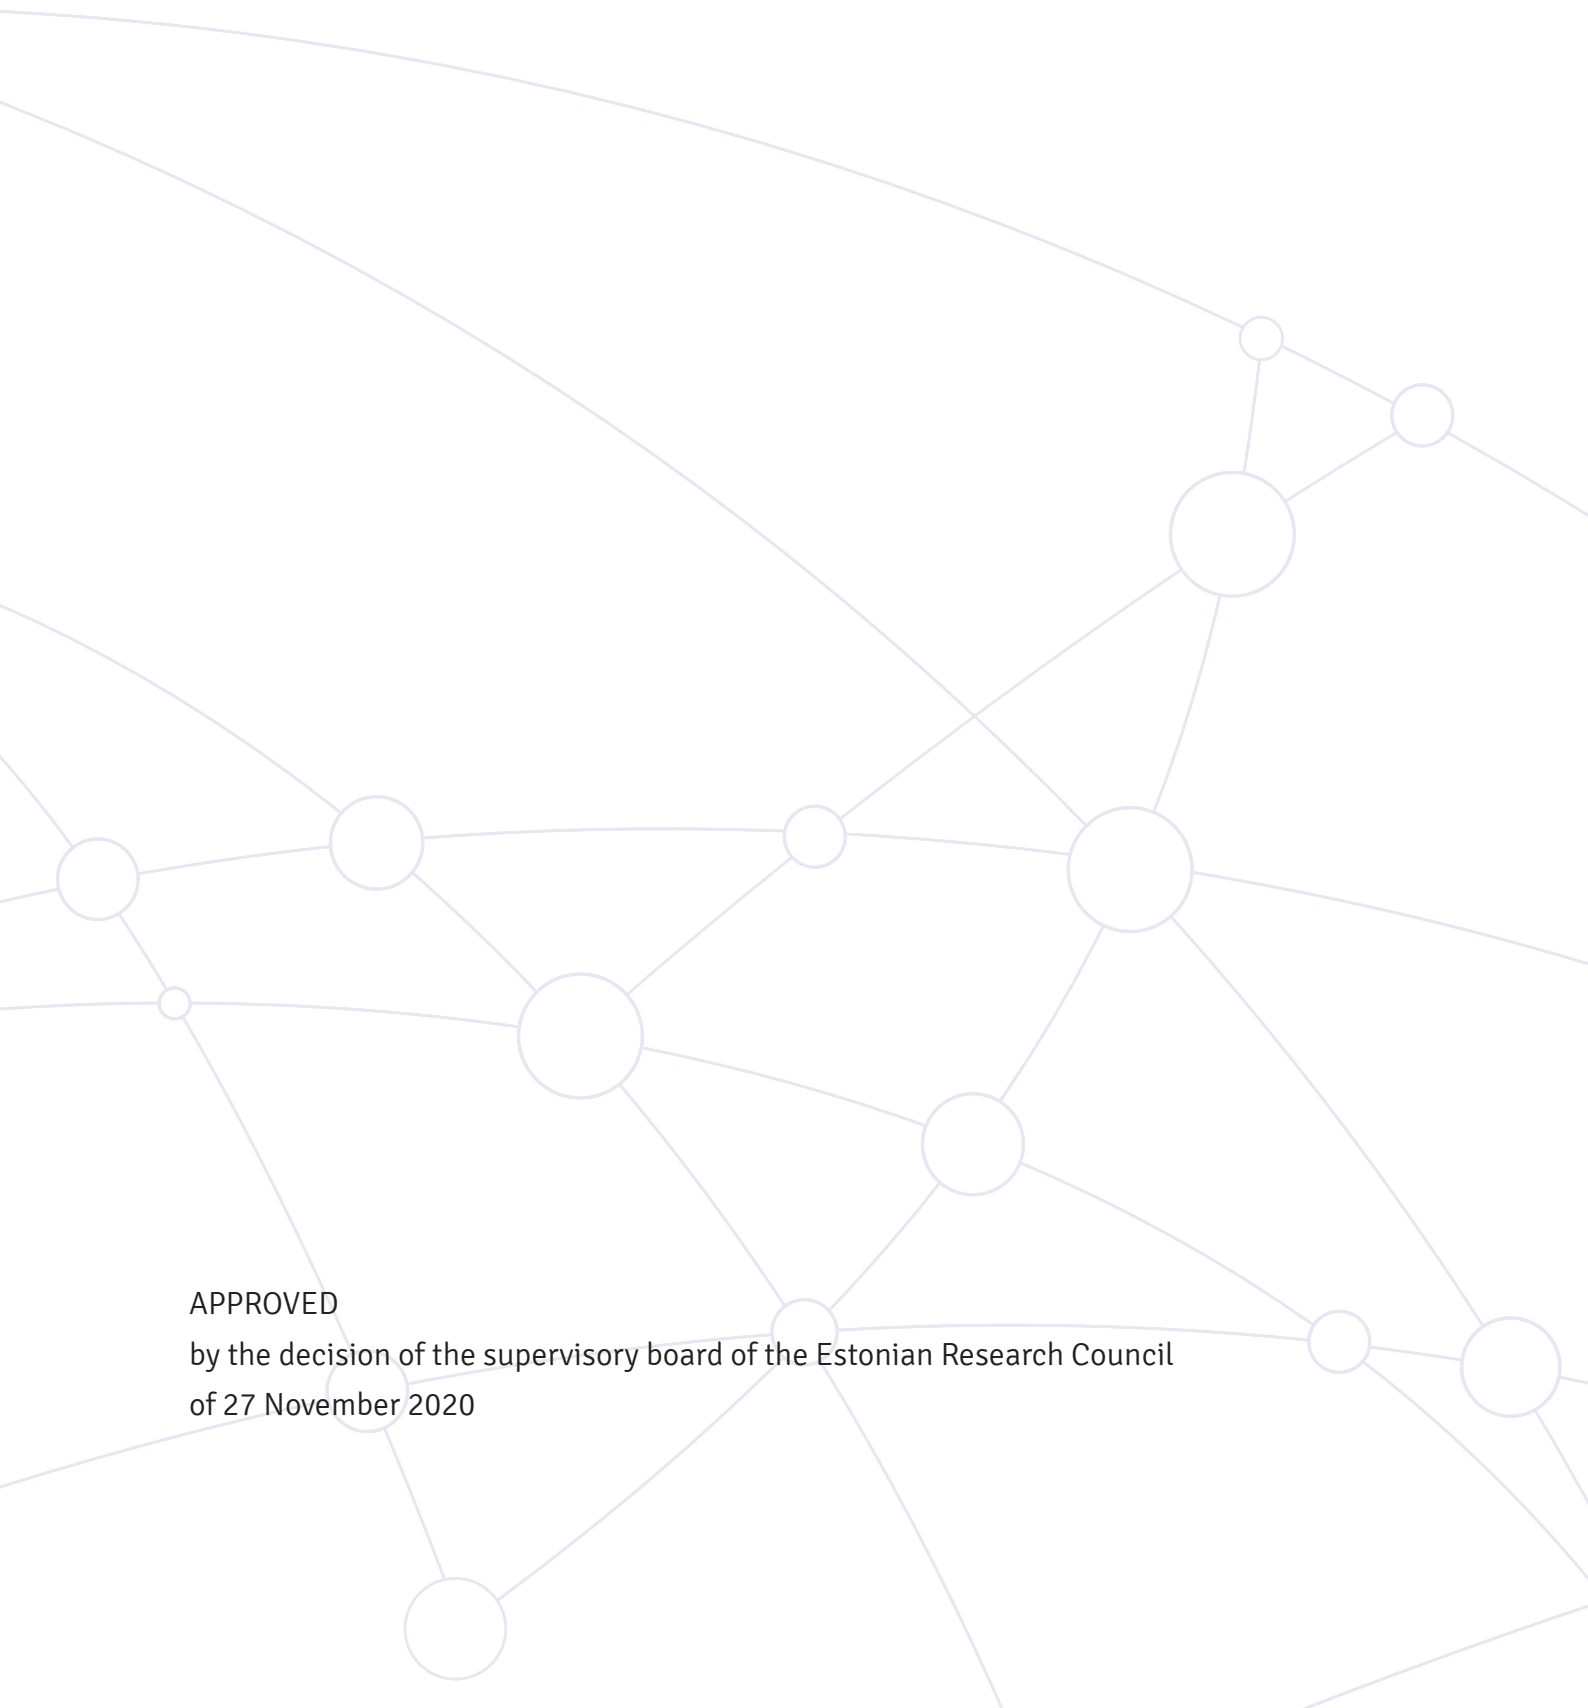 APPROVED
by the decision of the supervisory board of the Estonian Research Council
of 27 November 2020